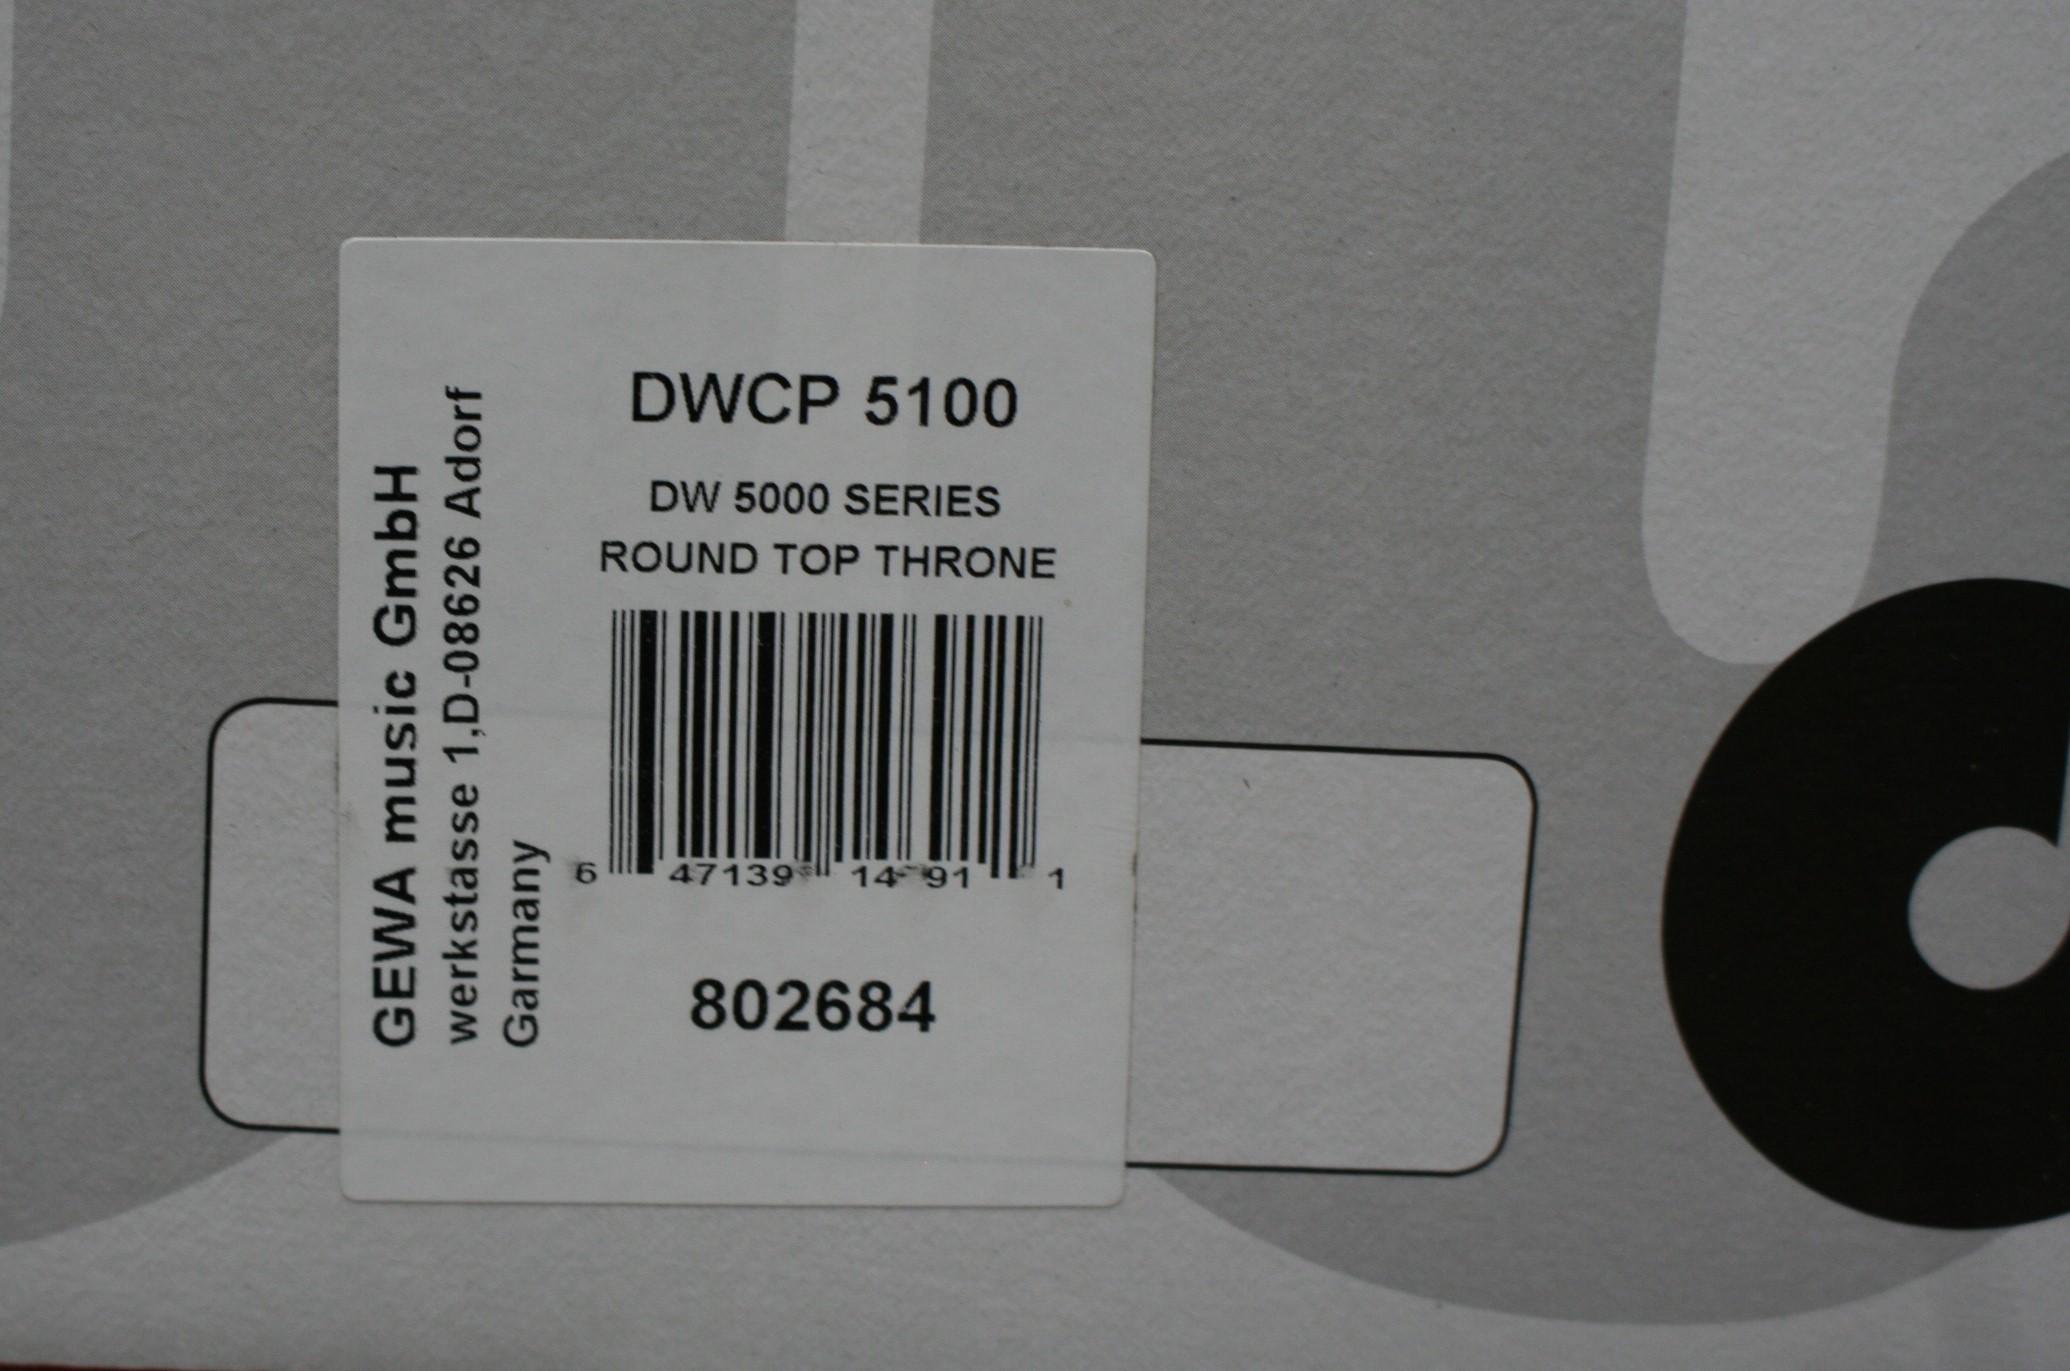 DWCP 5100
DW 5000 SERIES
ROUND TOP THRONE
802684
GEWA music GmbH
werkstasse 1,D-08626 Adorf
Garmany